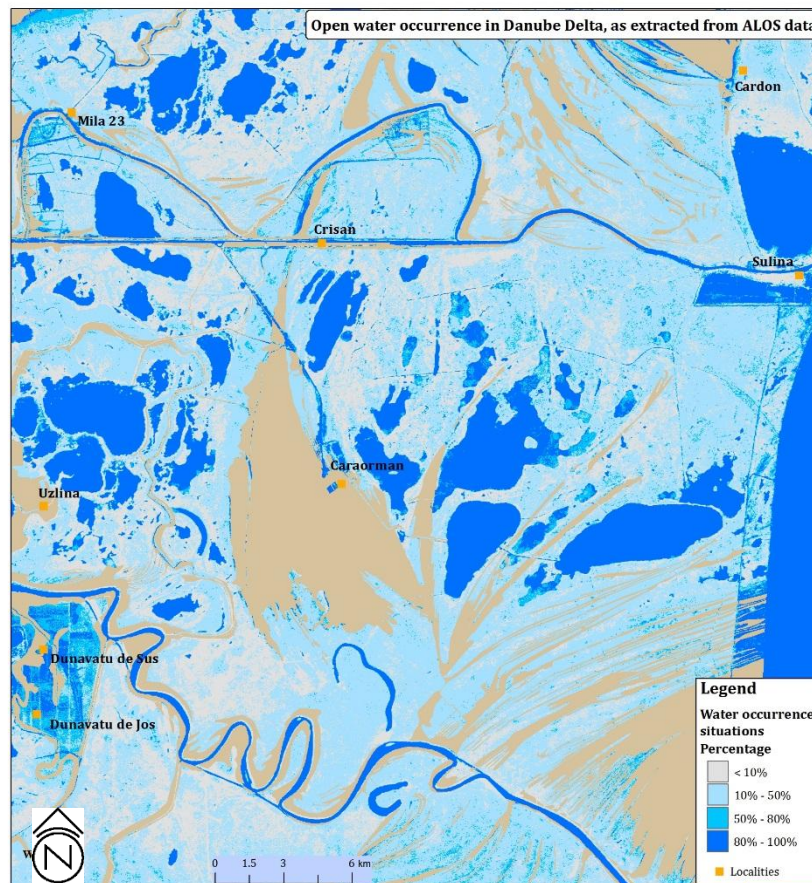 Open water occurrence in Danube Delta, as extracted from ALOS data
Cardon
Mila 23
Crisan
Sulina
Caraorman
Uzlina
Dunavatu de Sus
Dunavatu de Jos
Legend
Water occurrence
situations
Percentage
< 10%
10% - 50%
50% - 80%
80% - 100%
Localities
N
0 1.5 3 6 km